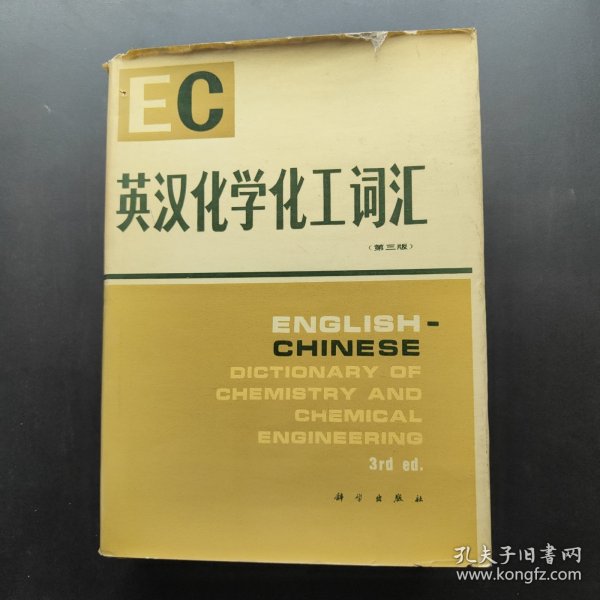 EC
英汉化学化工词汇
（第三版）
ENGLISH-
CHINESE
DICTIONARY OF
CHEMISTRY AND
CHEMICAL
ENGINEERING
3rd ed.
科学出版社
孔夫子旧书网
www.kongfz.com